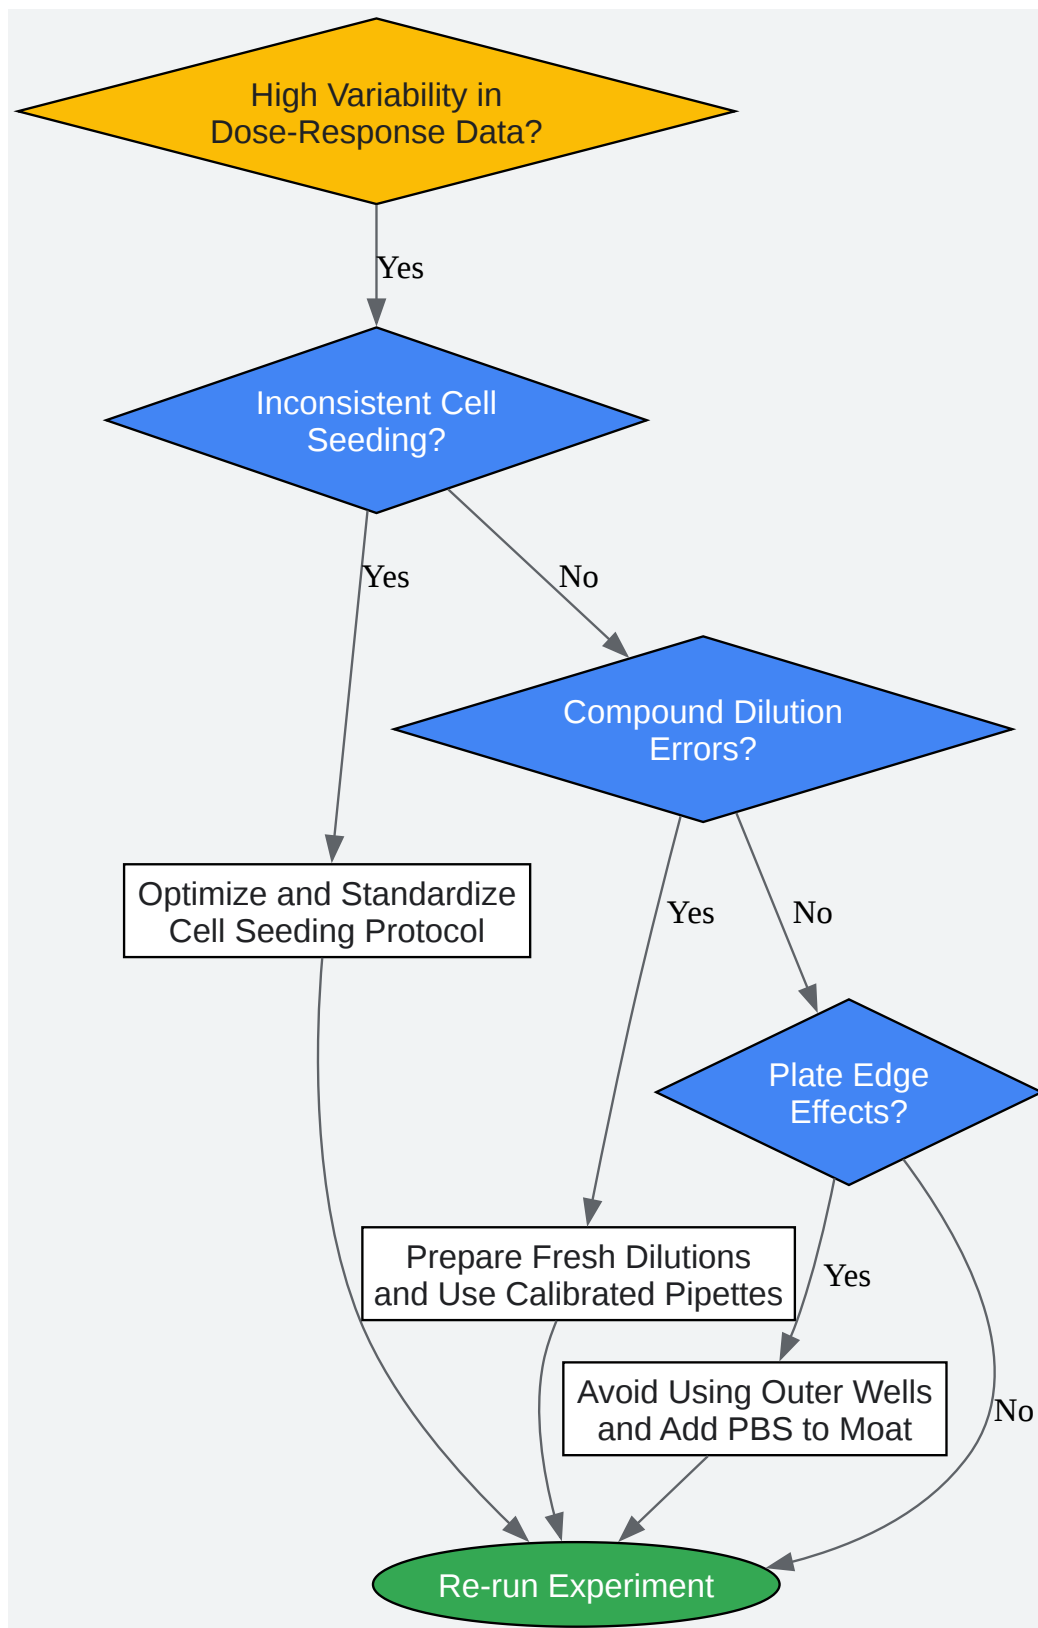 High Variability in
Dose-Response Data?
Yes
Inconsistent Cell
Seeding?
Yes
No
Compound Dilution
Errors?
Optimize and Standardize
Cell Seeding Protocol
Yes
No
Plate Edge
Effects?
Prepare Fresh Dilutions
and Use Calibrated Pipettes
Yes
Avoid Using Outer Wells
and Add PBS to Moat
No
Re-run Experiment